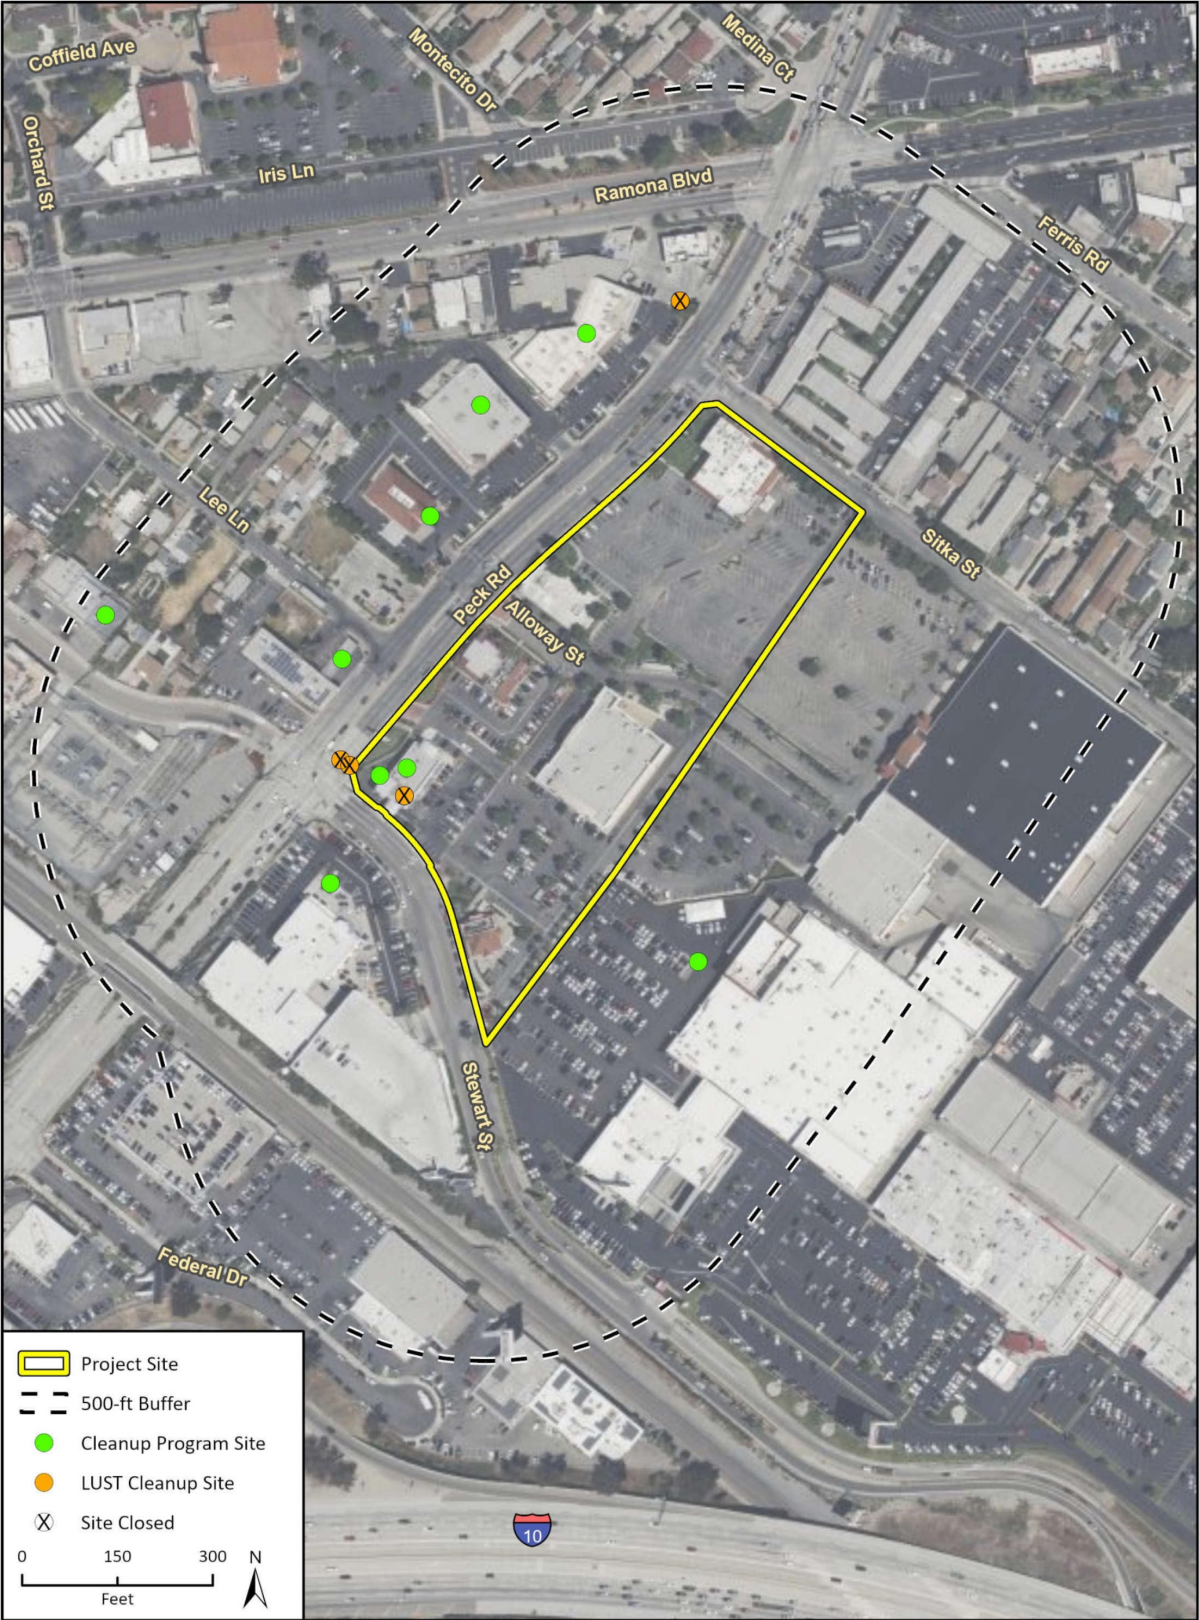 Coffield Ave
Montecito Dr
Medina Ct
Orchard St
Iris Ln
Ramona Blvd
Ferris Rd
Lee Ln
Sitka St
Peck Rd
Alloway St
Stewart St
Federal Dr
Project Site
500-ft Buffer
Cleanup Program Site
LUST Cleanup Site
X Site Closed
0 150 300
Feet
N
10